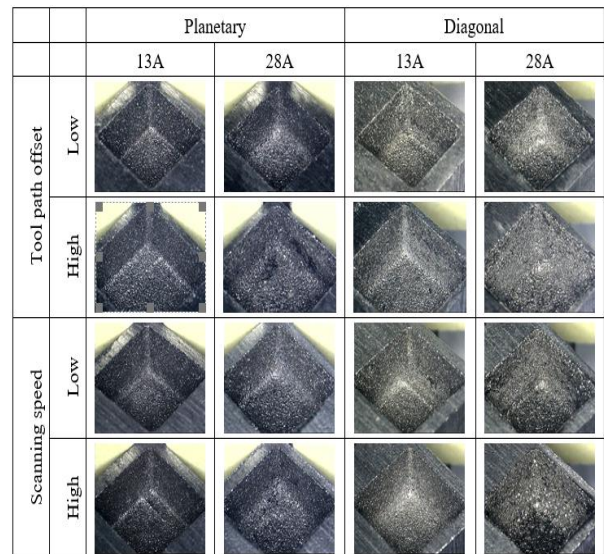 Planetary
Diagonal
13A
28A
13A
28A
Tool path offset
Low
High
Scanning speed
Low
High